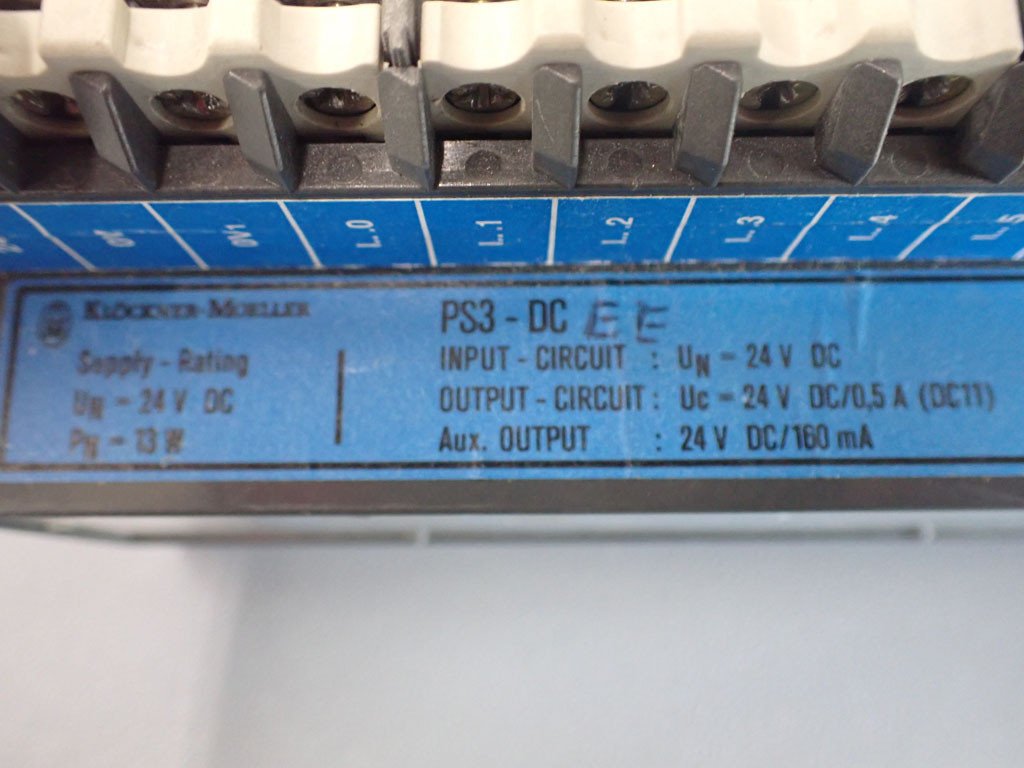 0V1
I...0
I...1
I...2
I...3
I...4
I...5
KLÖCKNER-MOELLER
Supply - Rating
UN = 24 V DC
PN = 13 W
PS3 - DC EE
INPUT - CIRCUIT : UN = 24 V DC
OUTPUT - CIRCUIT : Uc = 24 V DC/0,5 A (DC11)
Aux. OUTPUT : 24 V DC/160 mA